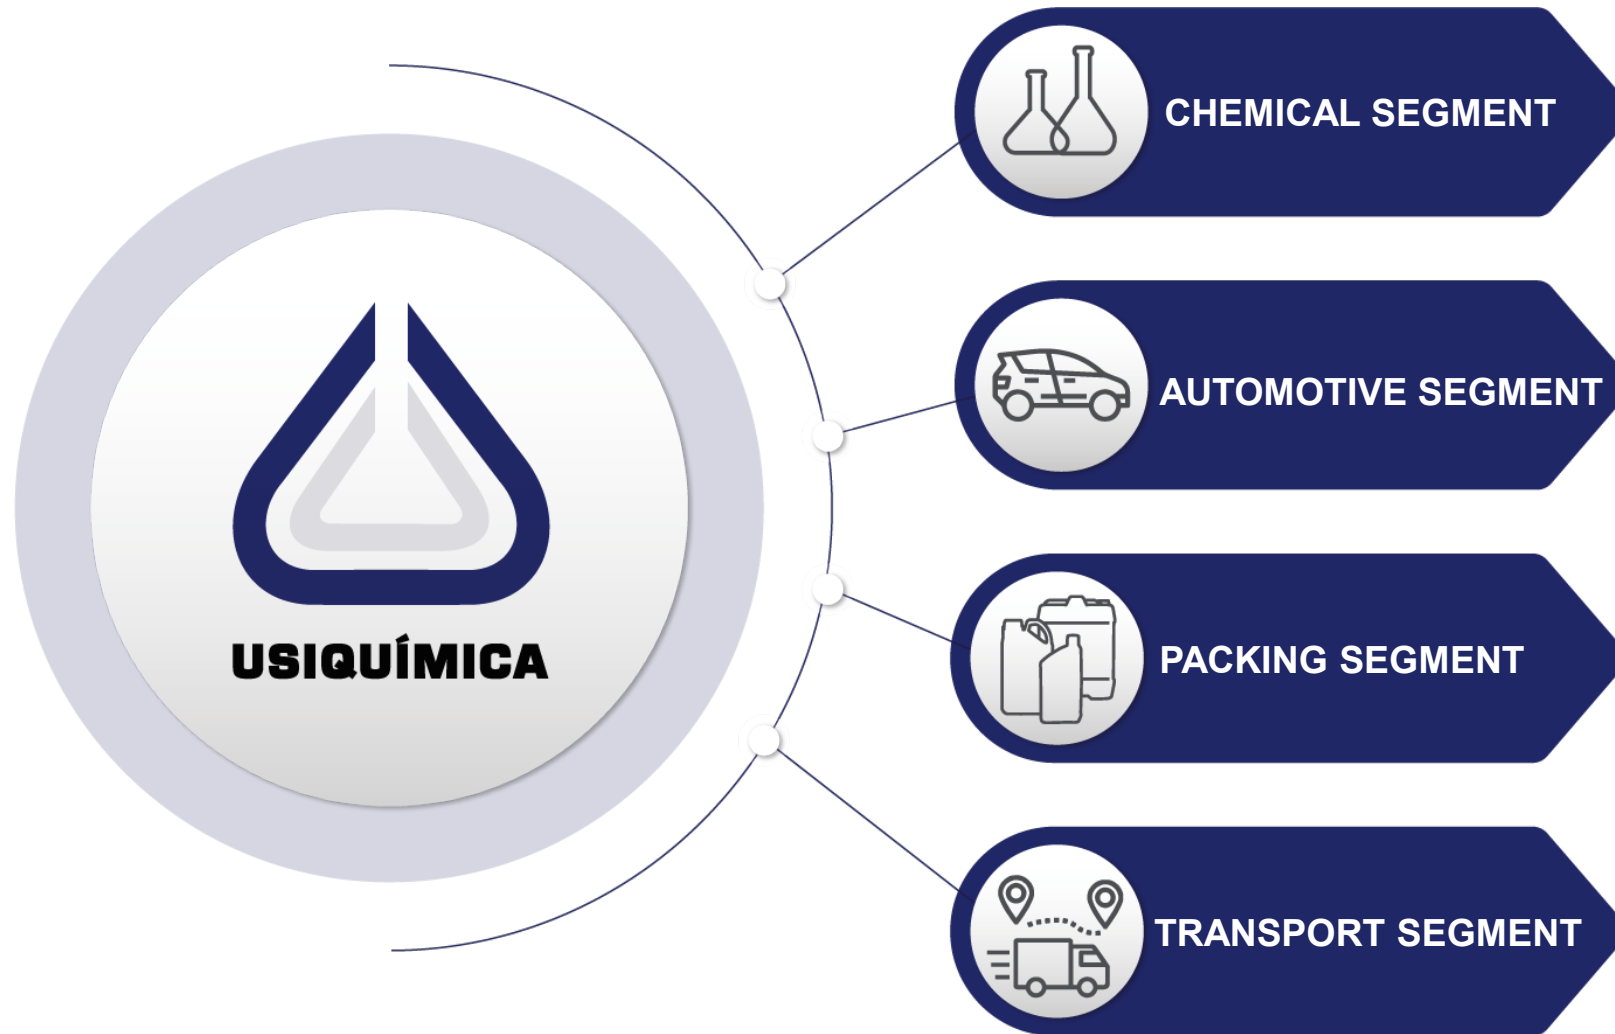 USIQUÍMICA
CHEMICAL SEGMENT
AUTOMOTIVE SEGMENT
PACKING SEGMENT
TRANSPORT SEGMENT